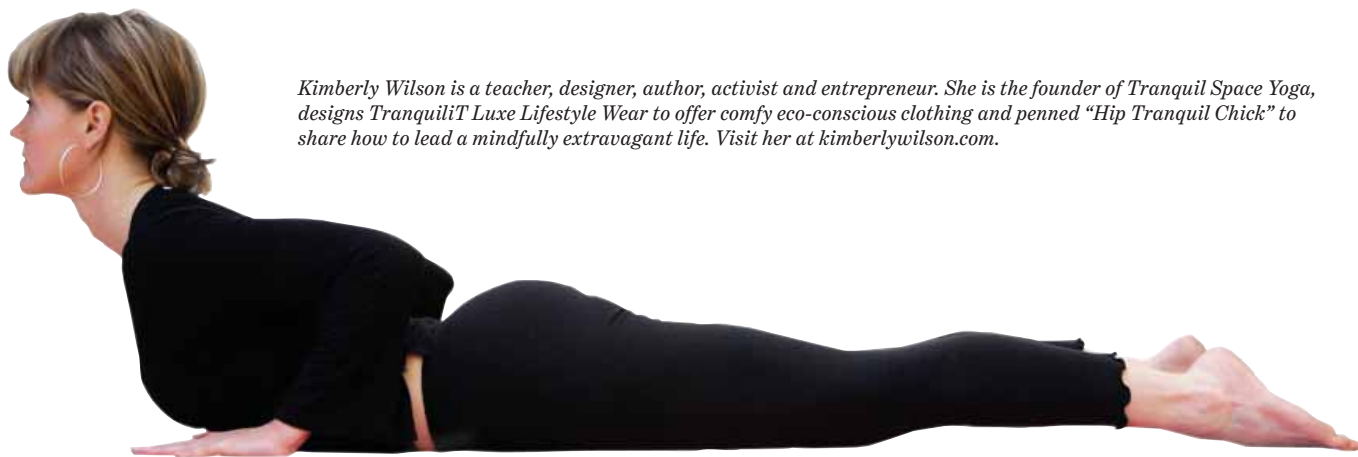 Kimberly Wilson is a teacher, designer, author, activist and entrepreneur. She is the founder of Tranquil Space Yoga,
designs TranquiliT Luxe Lifestyle Wear to offer comfy eco-conscious clothing and penned “Hip Tranquil Chick” to
share how to lead a mindfully extravagant life. Visit her at kimberlywilson.com.